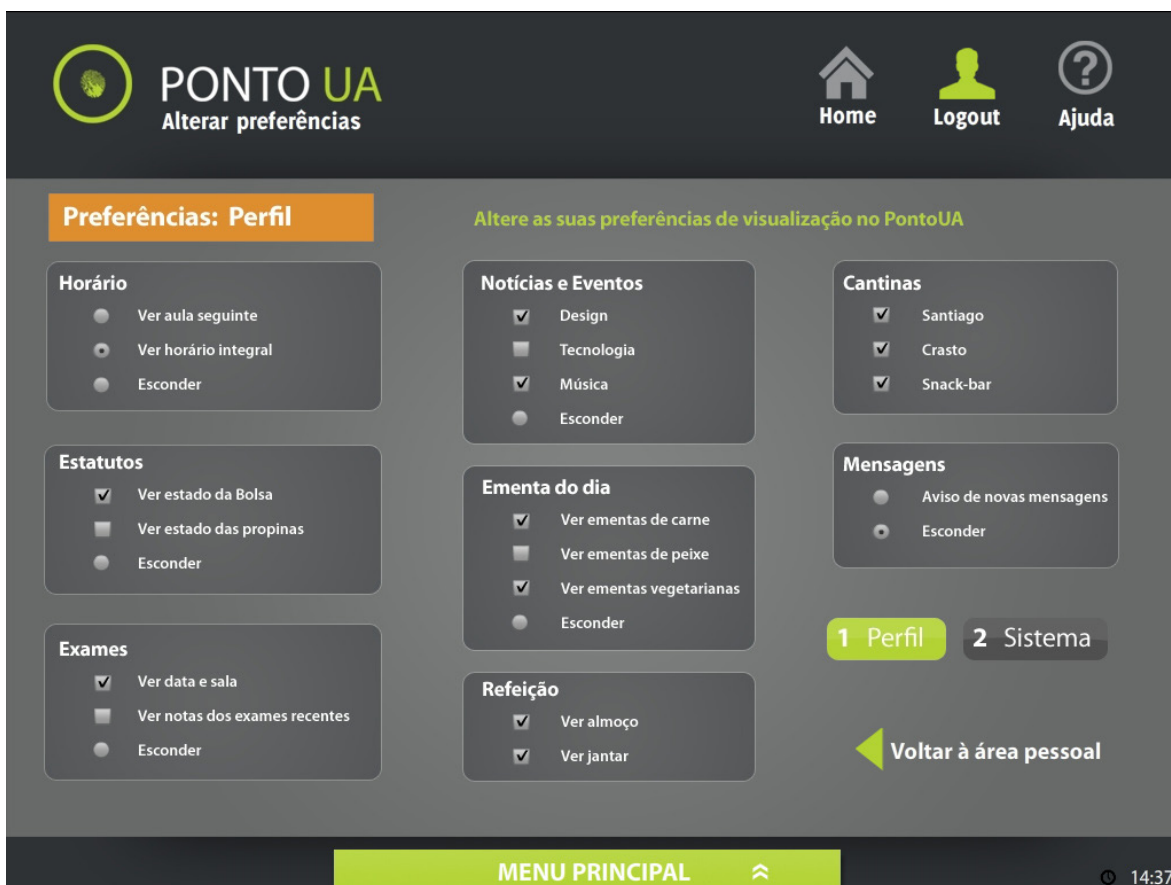 PONTO UA
Alterar preferências
Home
Logout
Ajuda
Preferências: Perfil
Altere as suas preferências de visualização no PontoUA
Horário
Ver aula seguinte
Ver horário integral
Esconder
Estatutos
Ver estado da Bolsa
Ver estado das propinas
Esconder
Exames
Ver data e sala
Ver notas dos exames recentes
Esconder
Notícias e Eventos
Design
Tecnologia
Música
Esconder
Ementa do dia
Ver ementas de carne
Ver ementas de peixe
Ver ementas vegetarianas
Esconder
Refeição
Ver almoço
Ver jantar
Cantinas
Santiago
Crasto
Snack-bar
Mensagens
Aviso de novas mensagens
Esconder
1 Perfil
2 Sistema
Voltar à área pessoal
MENU PRINCIPAL
14:37